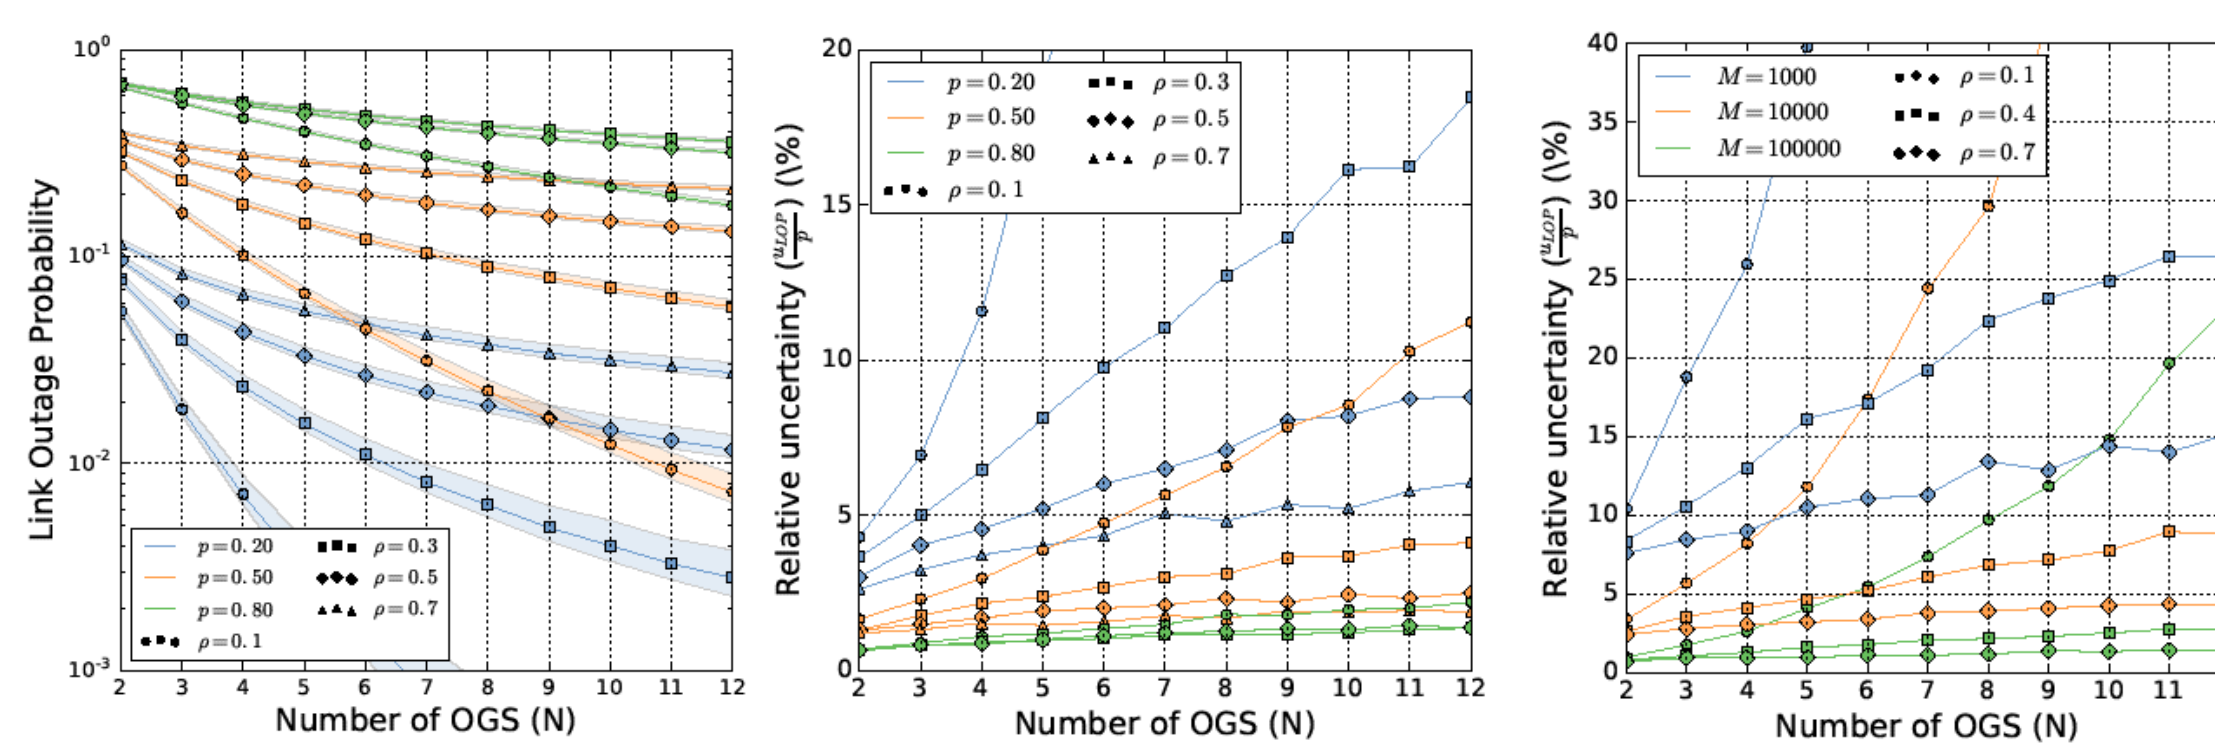 Link Outage Probability
10^0
10^-1
10^-2
10^-3
p=0.20
p=0.50
p=0.80
ρ=0.1
ρ=0.3
ρ=0.5
ρ=0.7
2 3 4 5 6 7 8 9 10 11 12
Number of OGS (N)
Relative uncertainty (u_LOP/p) (\%)
20
15
10
5
0
p=0.20
p=0.50
p=0.80
ρ=0.1
ρ=0.3
ρ=0.5
ρ=0.7
2 3 4 5 6 7 8 9 10 11 12
Number of OGS (N)
Relative uncertainty (u_LOP/p) (\%)
40
35
30
25
20
15
10
5
0
M=1000
M=10000
M=100000
ρ=0.1
ρ=0.4
ρ=0.7
2 3 4 5 6 7 8 9 10 11
Number of OGS (N)